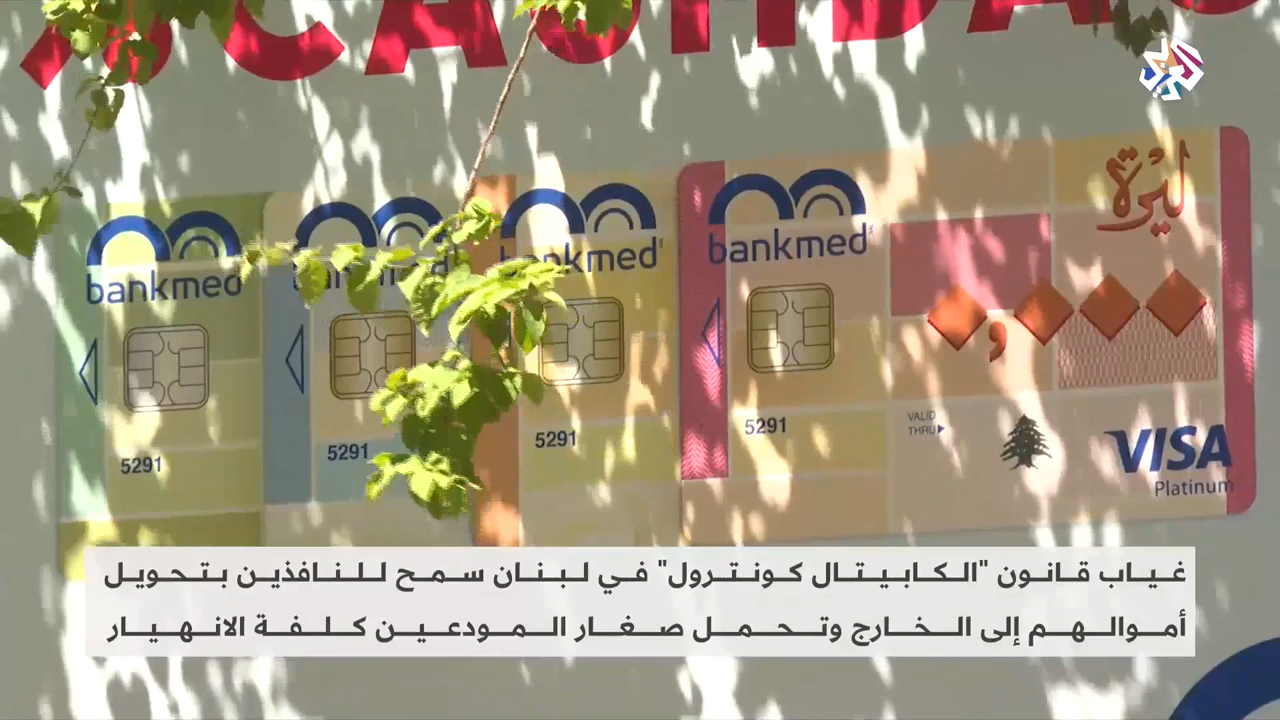 bankmed
bankmed
bankmed
bankmed
ليرة
5291
5291
5291
5291
VALID
THRU
VISA
Platinum
غياب قانون "الكابيتال كونترول" في لبنان سمح للنافذين بتحويل
أموالهم إلى الخارج وتحمل صغار المودعين كلفة الانهيار